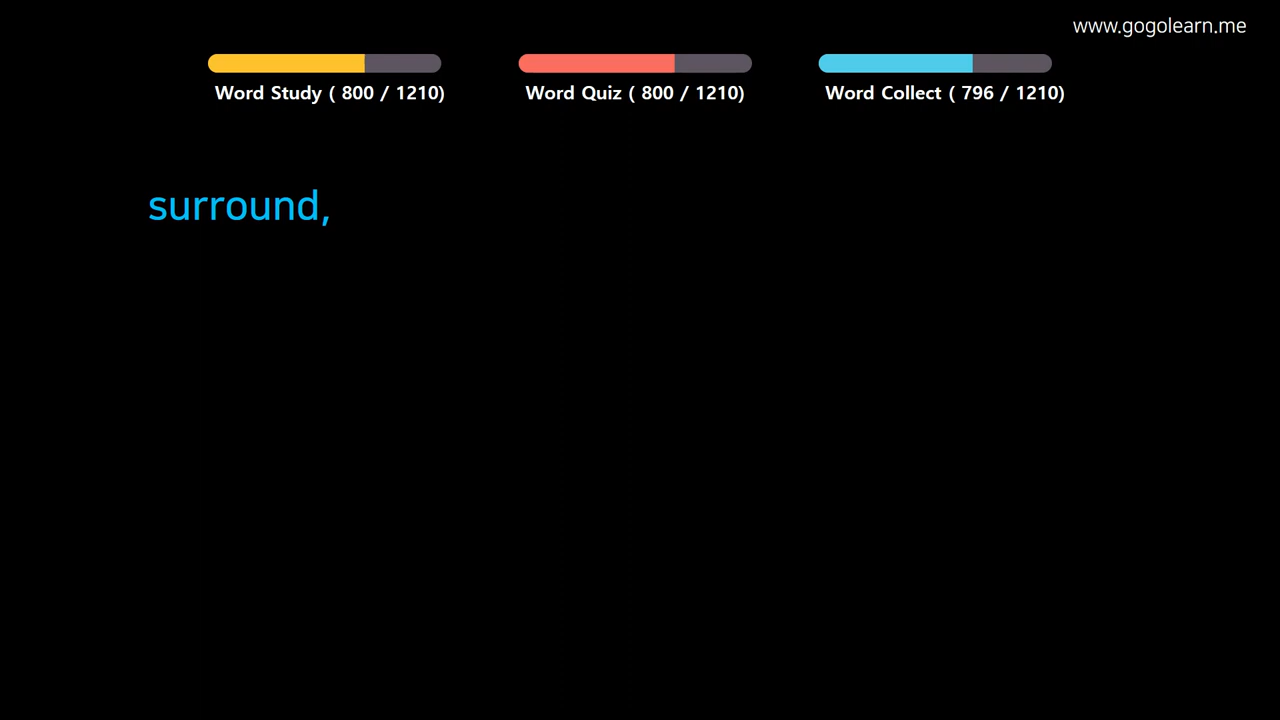 www.gogolearn.me
Word Study ( 800 / 1210)
Word Quiz ( 800 / 1210)
Word Collect ( 796 / 1210)
surround,